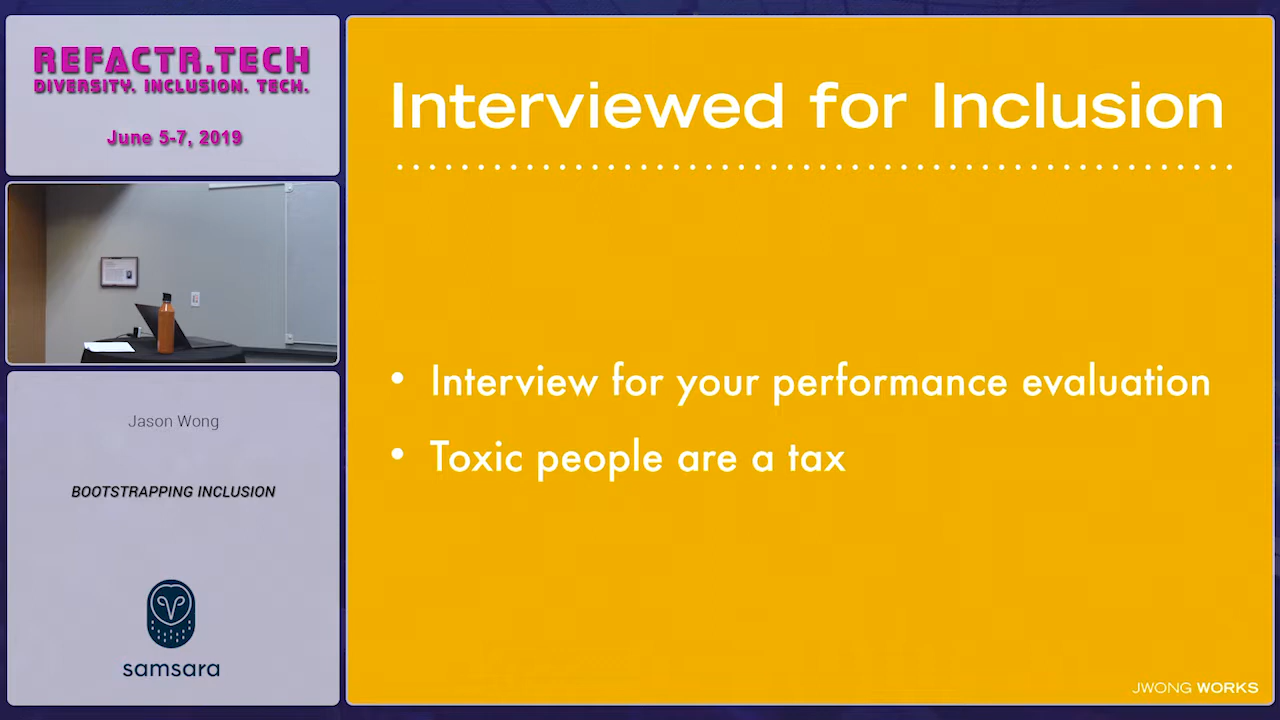 REFACTR.TECH
DIVERSITY. INCLUSION. TECH.
June 5-7, 2019
Jason Wong
BOOTSTRAPPING INCLUSION
samsara
Interviewed for Inclusion
• Interview for your performance evaluation
• Toxic people are a tax
JWONG WORKS